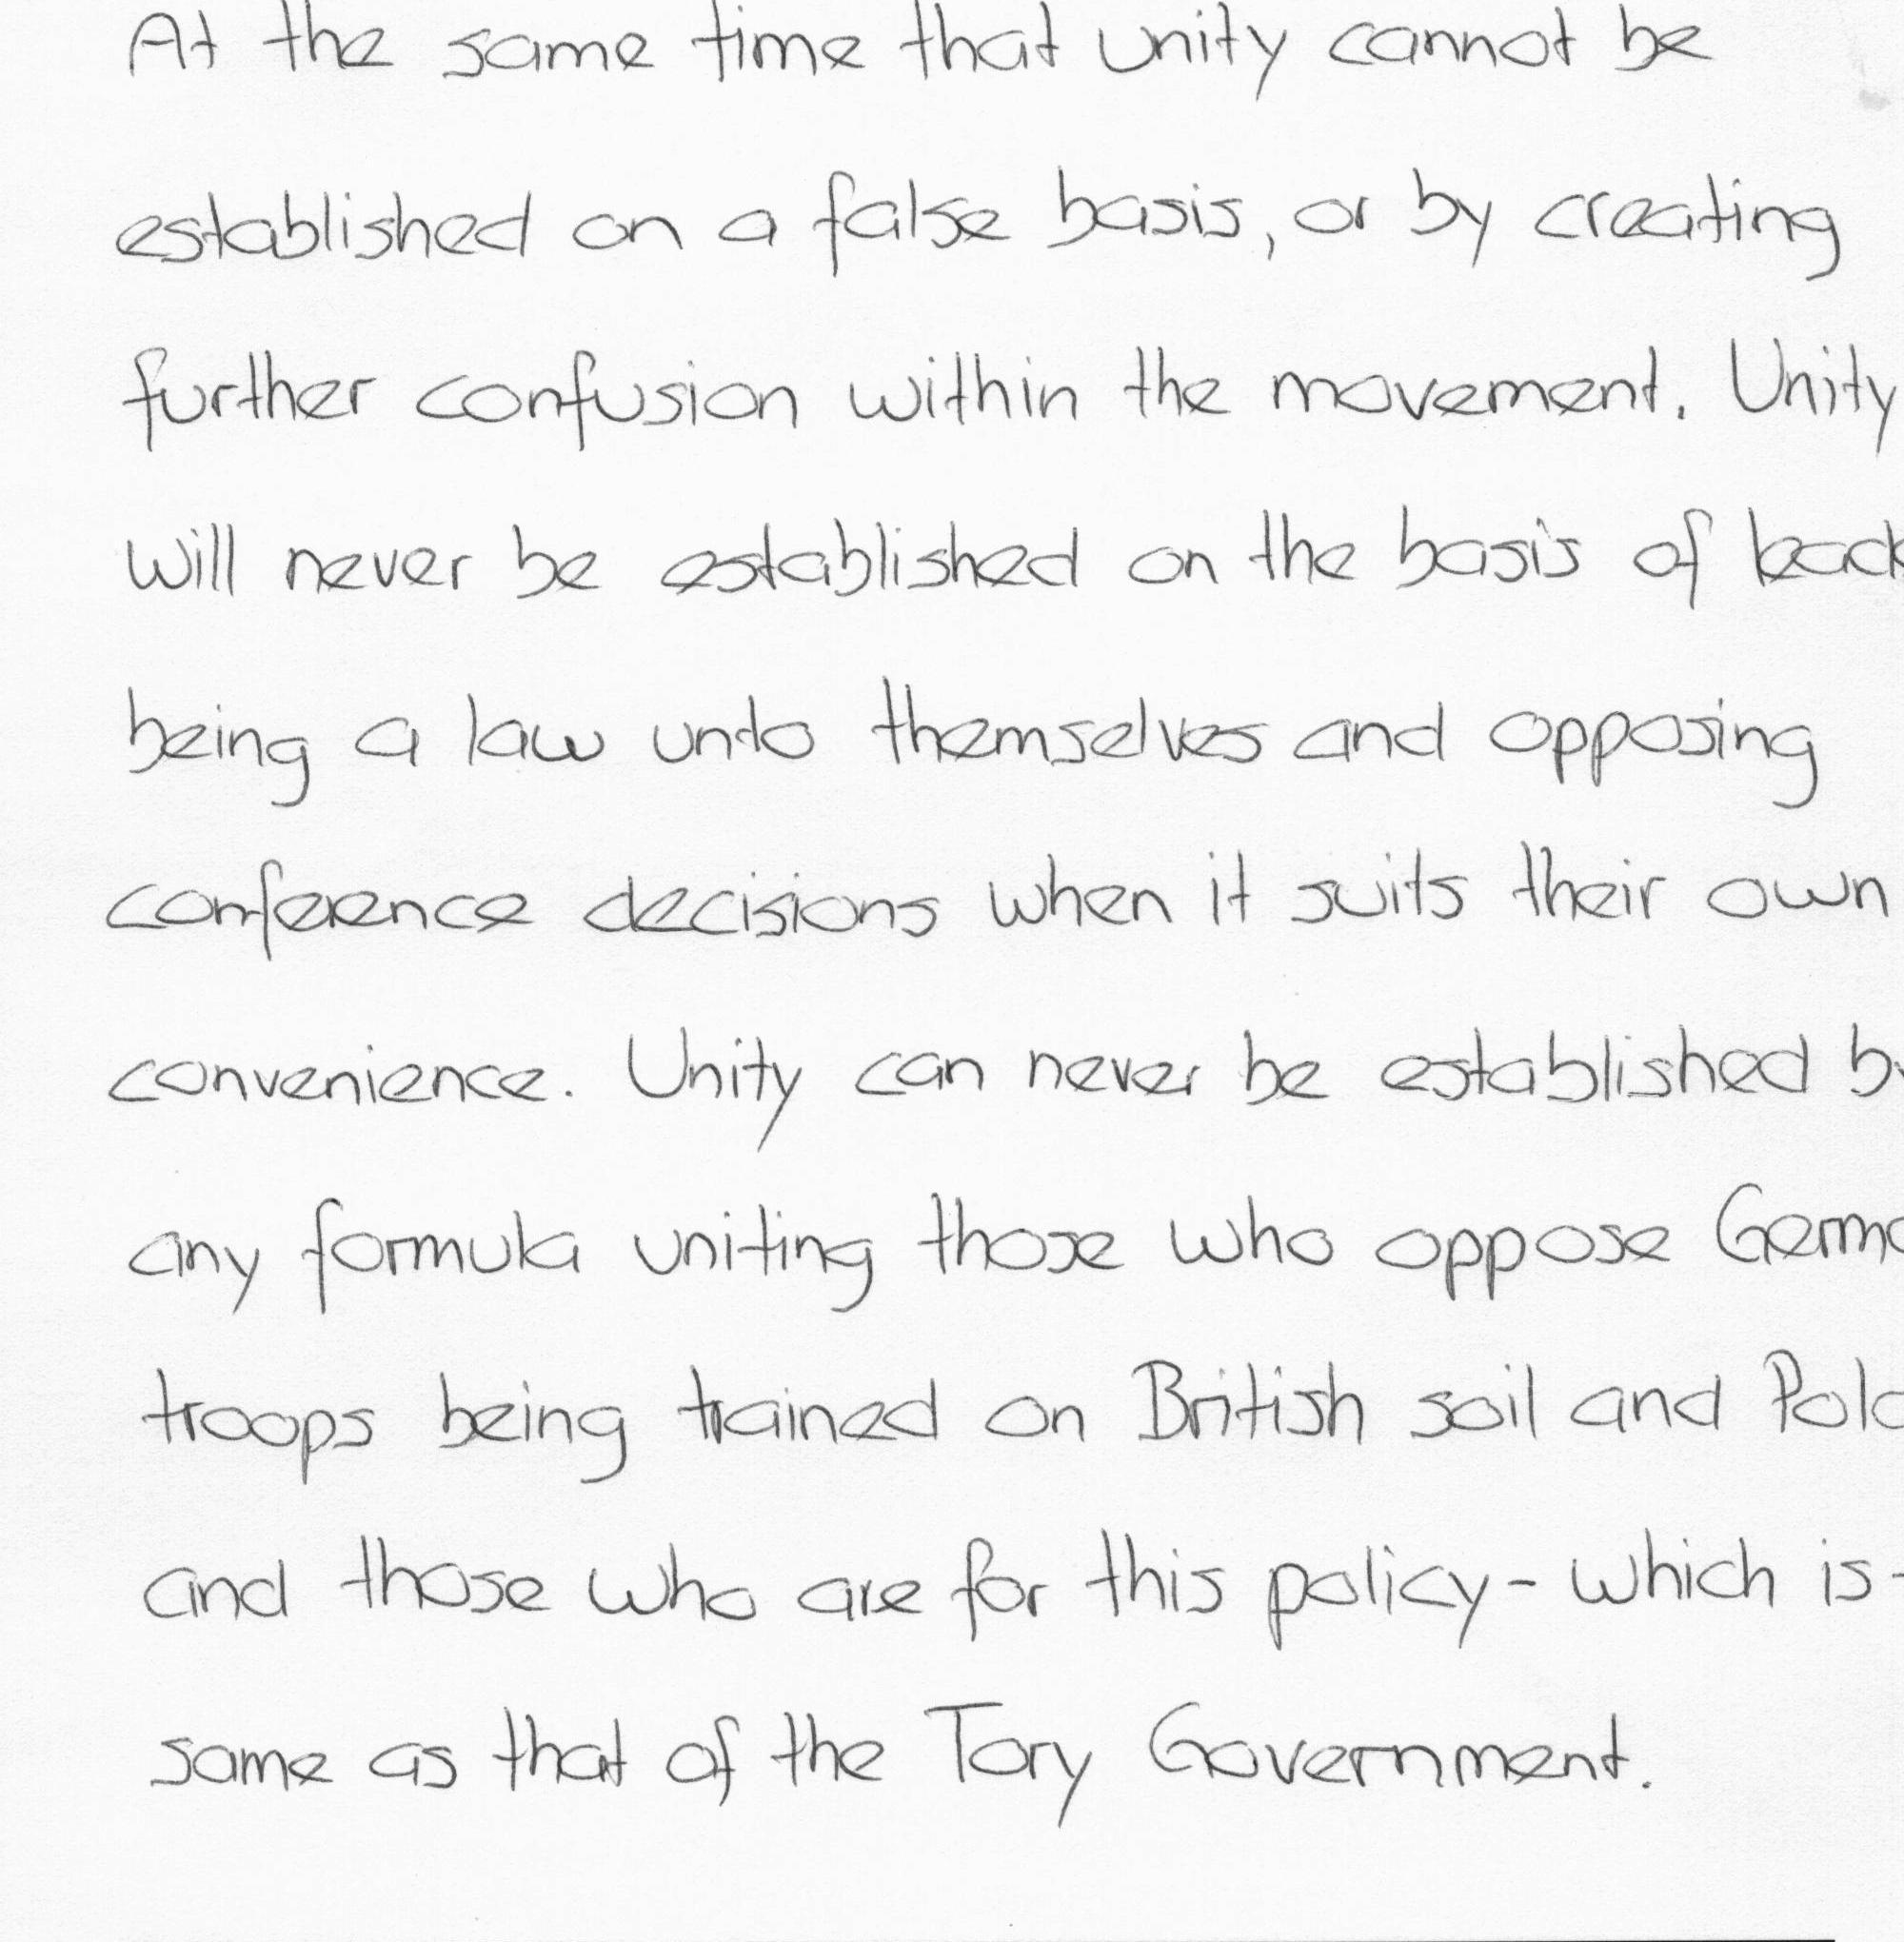 At the same time that unity cannot be
established on a false basis, or by creating
further confusion within the movement. Unity
will never be established on the basis of
being a law unto themselves and opposing
conference decisions when it suits their own
convenience. Unity can never be established
any formula uniting those who oppose
troops being trained on British soil and
and those who are for this policy - which is -
same as that of the Tory Government.